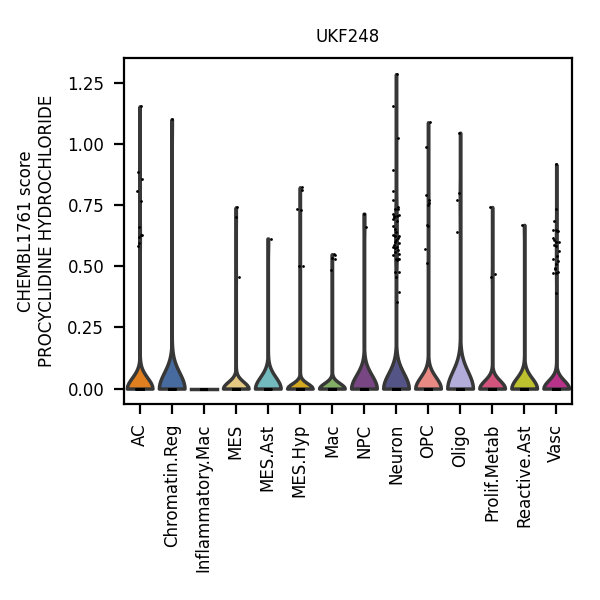 UKF248
CHEMBL1761 score
PROCYCLIDINE HYDROCHLORIDE
1.25
1.00
0.75
0.50
0.25
0.00
AC
Chromatin.Reg
Inflammatory.Mac
MES
MES.Ast
MES.Hyp
Mac
NPC
Neuron
OPC
Oligo
Prolif.Metab
Reactive.Ast
Vasc